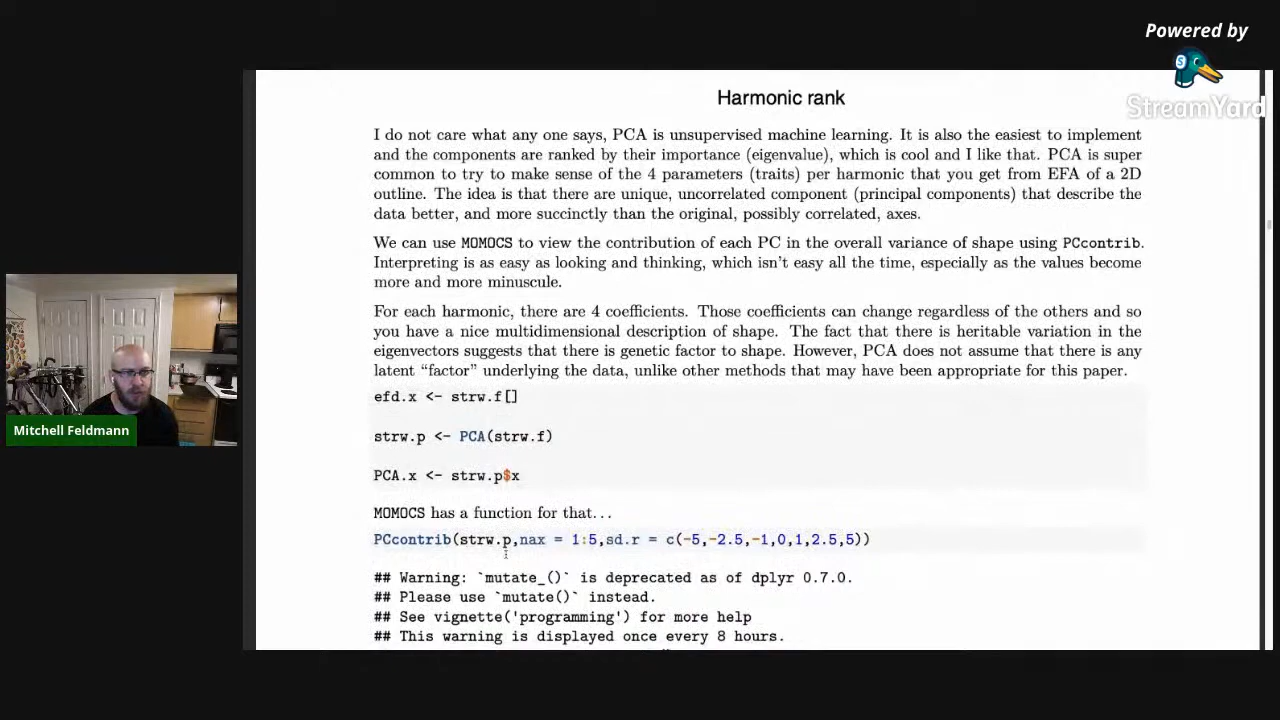 Powered by
StreamYard
Harmonic rank
I do not care what any one says, PCA is unsupervised machine learning. It is also the easiest to implement
and the components are ranked by their importance (eigenvalue), which is cool and I like that. PCA is super
common to try to make sense of the 4 parameters (traits) per harmonic that you get from EFA of a 2D
outline. The idea is that there are unique, uncorrelated component (principal components) that describe the
data better, and more succinctly than the original, possibly correlated, axes.
We can use MOMOCS to view the contribution of each PC in the overall variance of shape using PCcontrib.
Interpreting is as easy as looking and thinking, which isn't easy all the time, especially as the values become
more and more minuscule.
For each harmonic, there are 4 coefficients. Those coefficients can change regardless of the others and so
you have a nice multidimensional description of shape. The fact that there is heritable variation in the
eigenvectors suggests that there is genetic factor to shape. However, PCA does not assume that there is any
latent “factor” underlying the data, unlike other methods that may have been appropriate for this paper.
efd.x <- strw.f[]
strw.p <- PCA(strw.f)
PCA.x <- strw.p$x
MOMOCS has a function for that...
PCcontrib(strw.p,nax = 1:5,sd.r = c(-5,-2.5,-1,0,1,2.5,5))
## Warning: `mutate_()` is deprecated as of dplyr 0.7.0.
## Please use `mutate()` instead.
## See vignette('programming') for more help
## This warning is displayed once every 8 hours.
Mitchell Feldmann